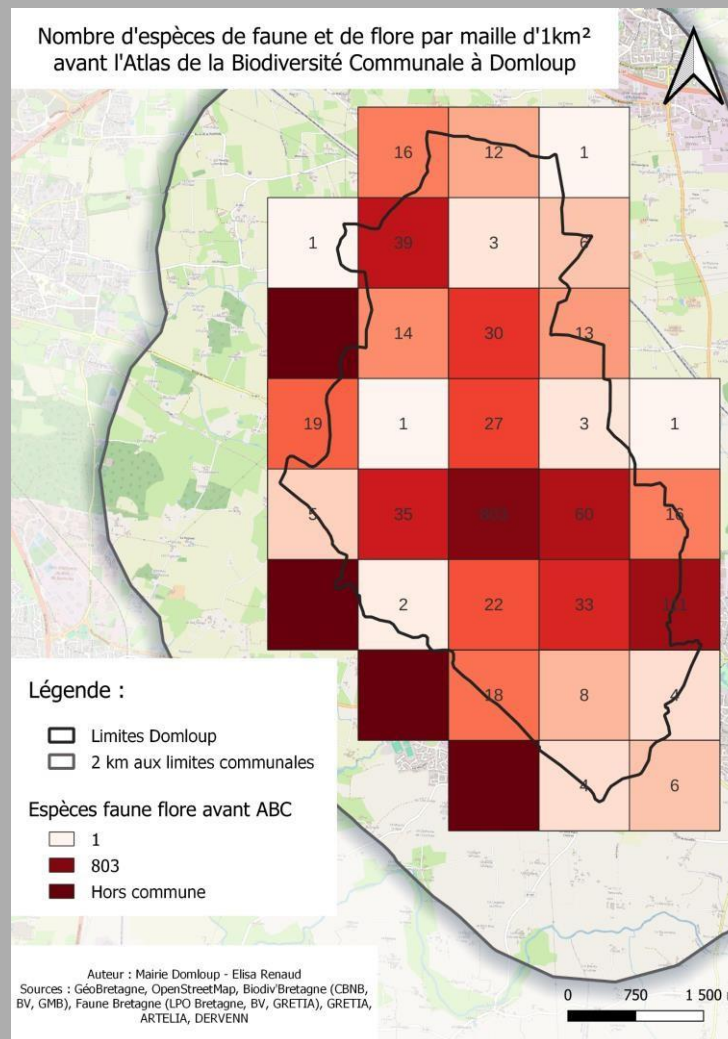 Nombre d'espèces de faune et de flore par maille d'1km²
avant l'Atlas de la Biodiversité Communale à Domloup
16 12 1
1 39 3 6
14 30 13
19 1 27 3 1
5 35 803 60 16
2 22 33
18 8 4
4 6
Légende :
Limites Domloup
2 km aux limites communales
Espèces faune flore avant ABC
1
803
Hors commune
Auteur : Mairie Domloup - Elisa Renaud
Sources : GéoBretagne, OpenStreetMap, Biodiv'Bretagne (CBNB,
BV, GMB), Faune Bretagne (LPO Bretagne, BV, GRETIA), GRETIA,
ARTELIA, DERVENN
0 750 1 500